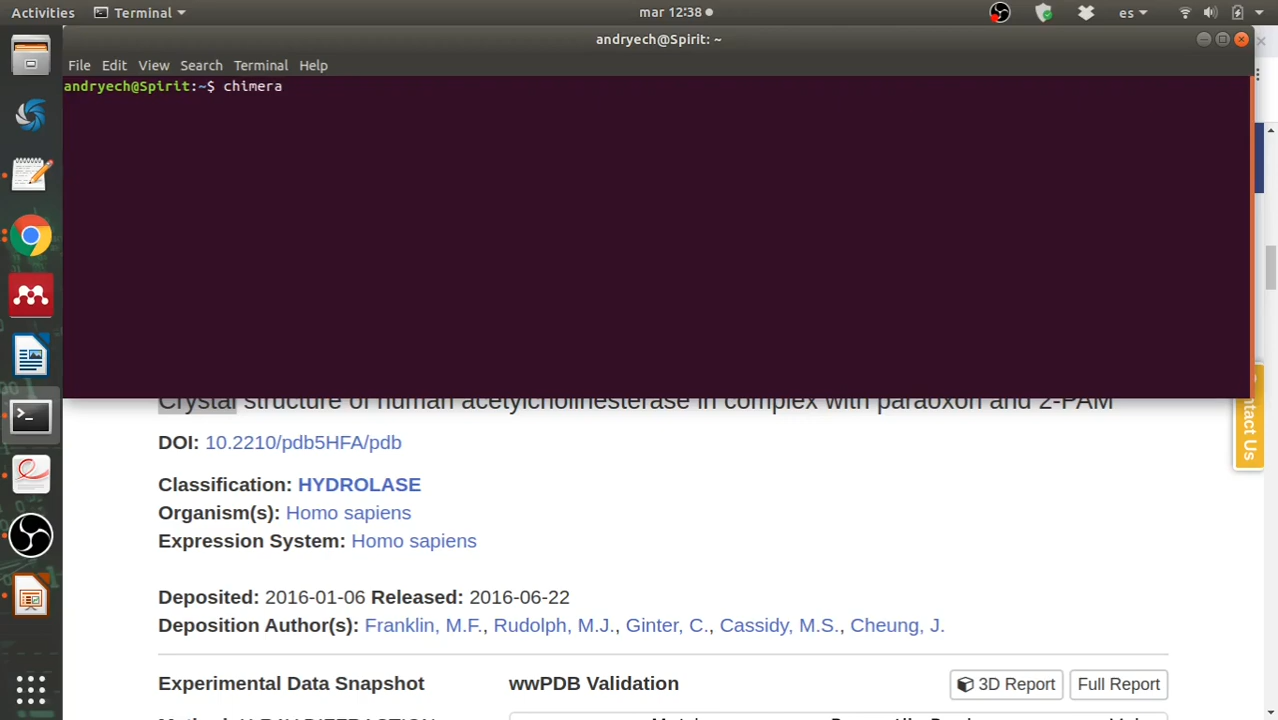 Activities Terminal mar 12:38 es
andryech@Spirit: ~
File Edit View Search Terminal Help
andryech@Spirit:~$ chimera
Crystal structure of human acetylcholinesterase in complex with paraoxon and 2-PAM
DOI: 10.2210/pdb5HFA/pdb
Classification: HYDROLASE
Organism(s): Homo sapiens
Expression System: Homo sapiens
Deposited: 2016-01-06 Released: 2016-06-22
Deposition Author(s): Franklin, M.F., Rudolph, M.J., Ginter, C., Cassidy, M.S., Cheung, J.
Experimental Data Snapshot
wwPDB Validation
3D Report
Full Report
ntact Us